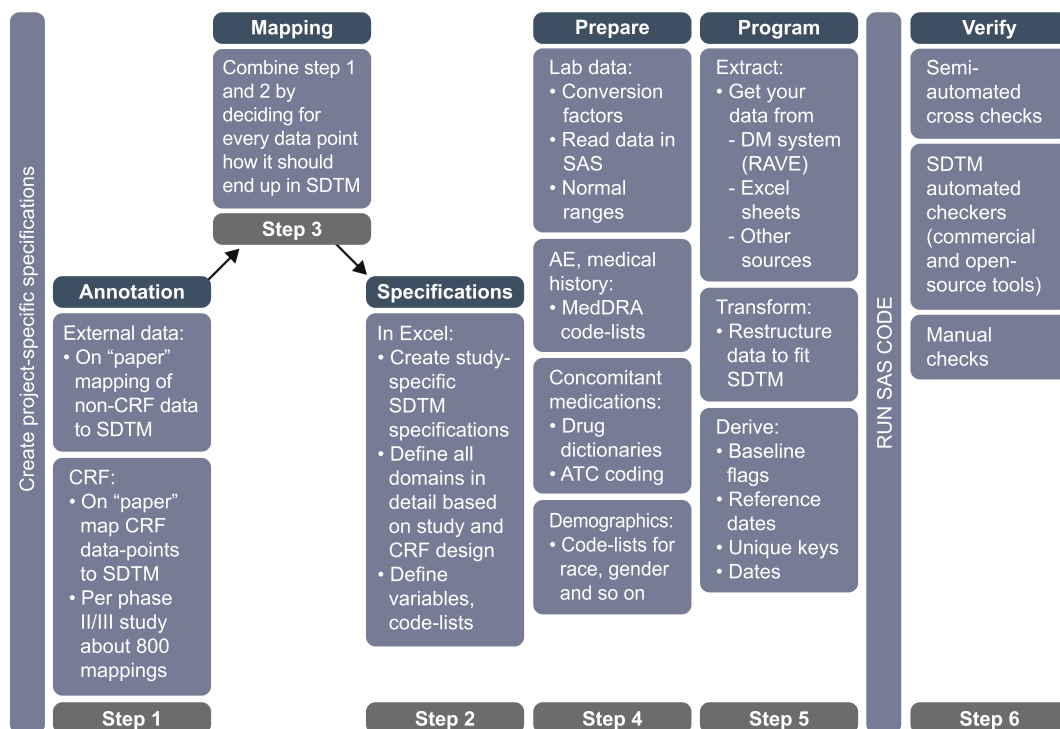 Create project-specific specifications
Mapping
Combine step 1
and 2 by
deciding for
every data point
how it should
end up in SDTM
Step 3
Annotation
External data:
• On “paper”
mapping of
non-CRF data
to SDTM
CRF:
• On “paper”
map CRF
data-points
to SDTM
• Per phase
II/III study
about 800
mappings
Step 1
Specifications
In Excel:
• Create study-
specific
SDTM
specifications
• Define all
domains in
detail based
on study and
CRF design
• Define
variables,
code-lists
Step 2
Prepare
Lab data:
• Conversion
factors
• Read data in
SAS
• Normal
ranges
AE, medical
history:
• MedDRA
code-lists
Concomitant
medications:
• Drug
dictionaries
• ATC coding
Demographics:
• Code-lists for
race, gender
and so on
Step 4
Program
Extract:
• Get your
data from
- DM system
(RAVE)
- Excel
sheets
- Other
sources
Transform:
• Restructure
data to fit
SDTM
Derive:
• Baseline
flags
• Reference
dates
• Unique keys
• Dates
Step 5
RUN SAS CODE
Verify
Semi-
automated
cross checks
SDTM
automated
checkers
(commercial
and open-
source tools)
Manual
checks
Step 6